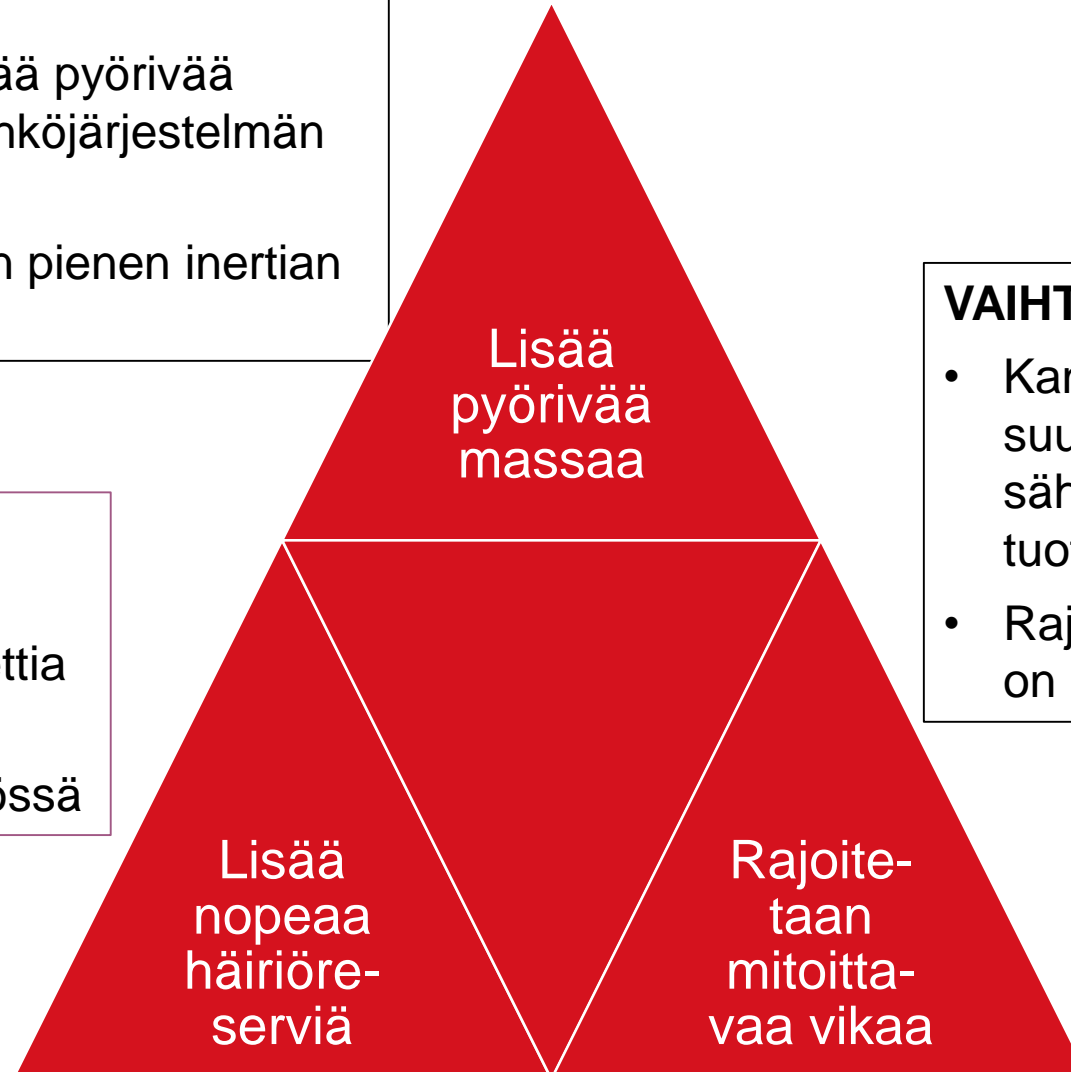 ää pyörivää
nköjärjestelmän
n pienen inertian
Lisää
pyörivää
massaa
VAIHT
• Kar
suu
säh
tuot
• Raj
on
ttia
össä
Lisää
nopeaa
häiriöre-
serviä
Rajoite-
taan
mitoitta-
vaa vikaa